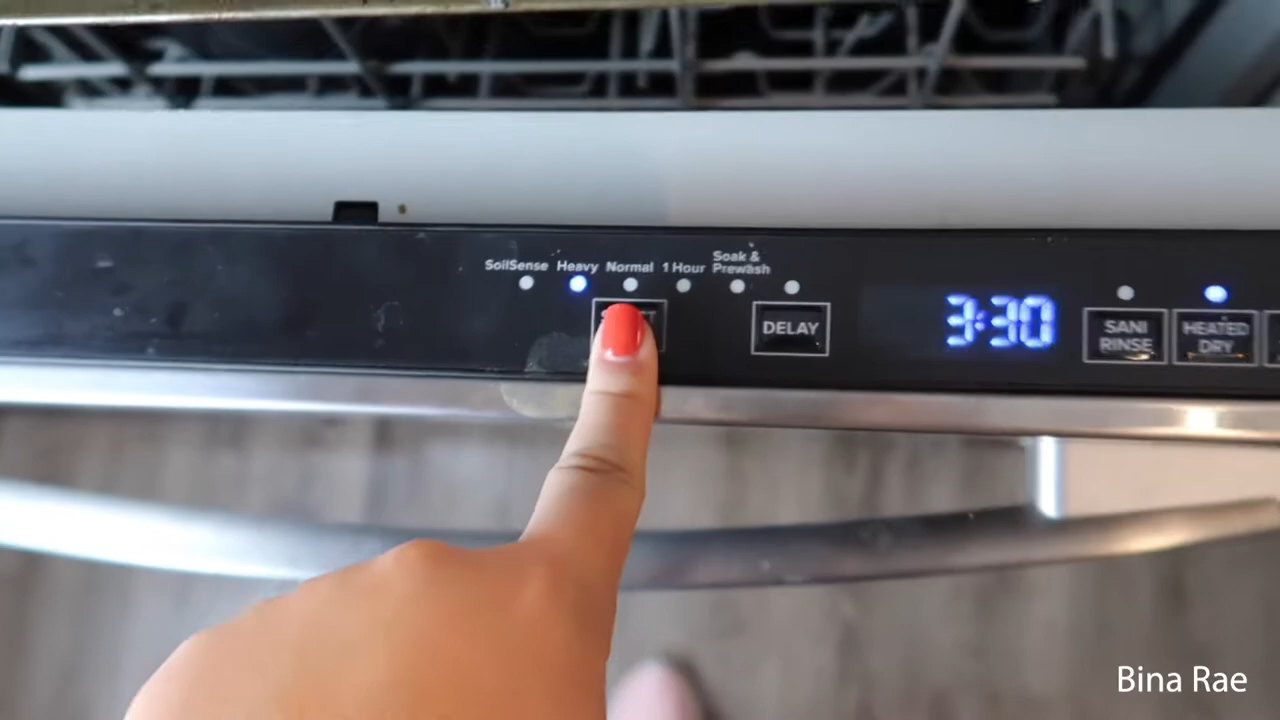 SoilSense Heavy Normal 1 Hour Soak &
Prewash
DELAY
3:30
SANI
RINSE
HEATED
DRY
Bina Rae